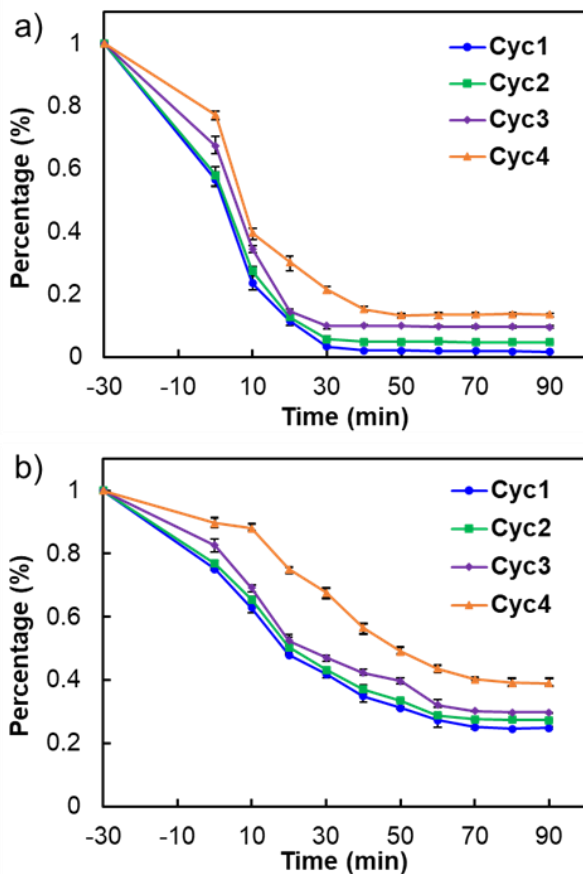 a)
Percentage (%)
1
0.8
0.6
0.4
0.2
0
Cyc1
Cyc2
Cyc3
Cyc4
-30 -10 10 30 50 70 90
Time (min)
b)
Percentage (%)
1
0.8
0.6
0.4
0.2
0
Cyc1
Cyc2
Cyc3
Cyc4
-30 -10 10 30 50 70 90
Time (min)